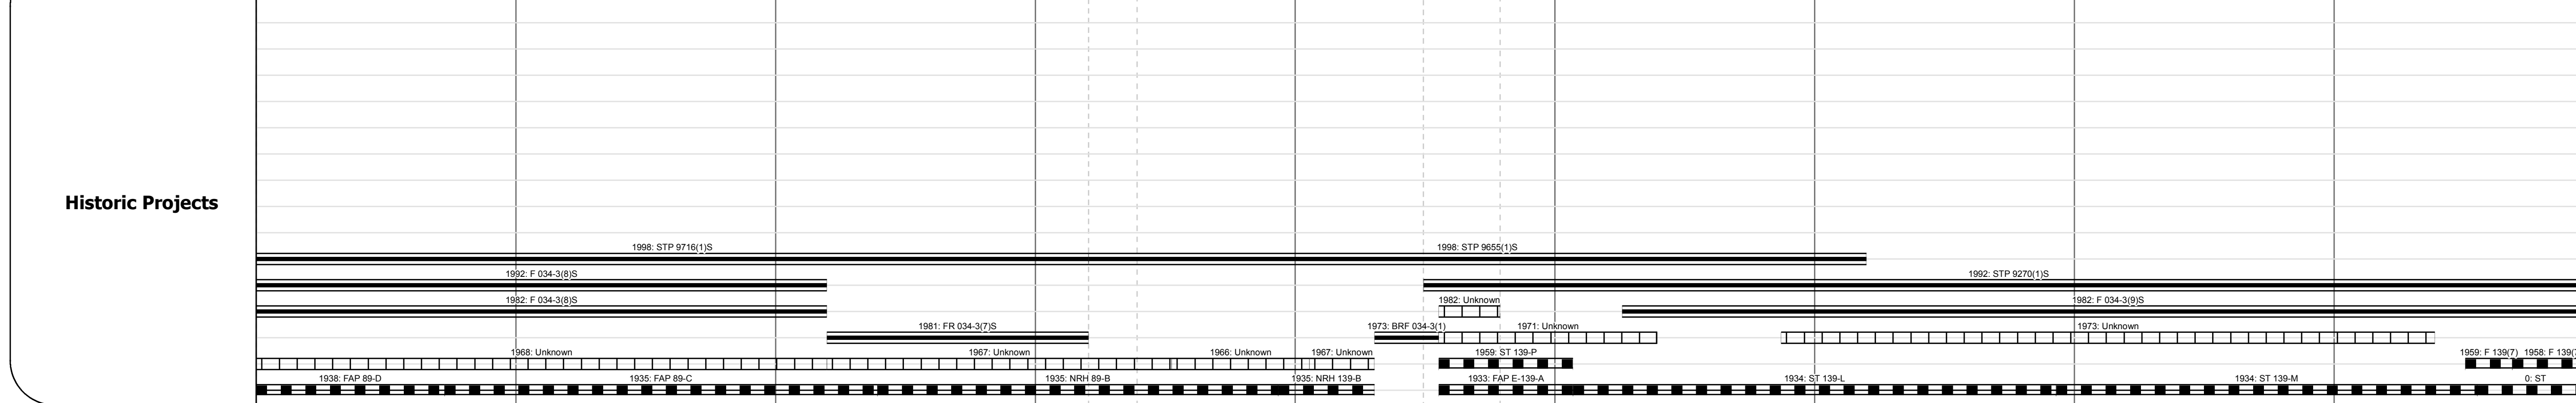 Historic Projects
1998: STP 9716(1)S 1998: STP 9655(1)S
1992: F 034-3(8)S 1992: STP 9270(1)S
1982: F 034-3(8)S 1982: Unknown 1982: F 034-3(9)S
1981: FR 034-3(7)S 1973: BRF 034-3(1) 1971: Unknown 1973: Unknown
1968: Unknown 1967: Unknown 1966: Unknown 1967: Unknown 1959: ST 139-P 1959: F 139(7) 1958: F 139(7
1938: FAP 89-D 1935: FAP 89-C 1935: NRH 89-B 1935: NRH 139-B 1933: FAP E-139-A 1934: ST 139-L 1934: ST 139-M 0: ST